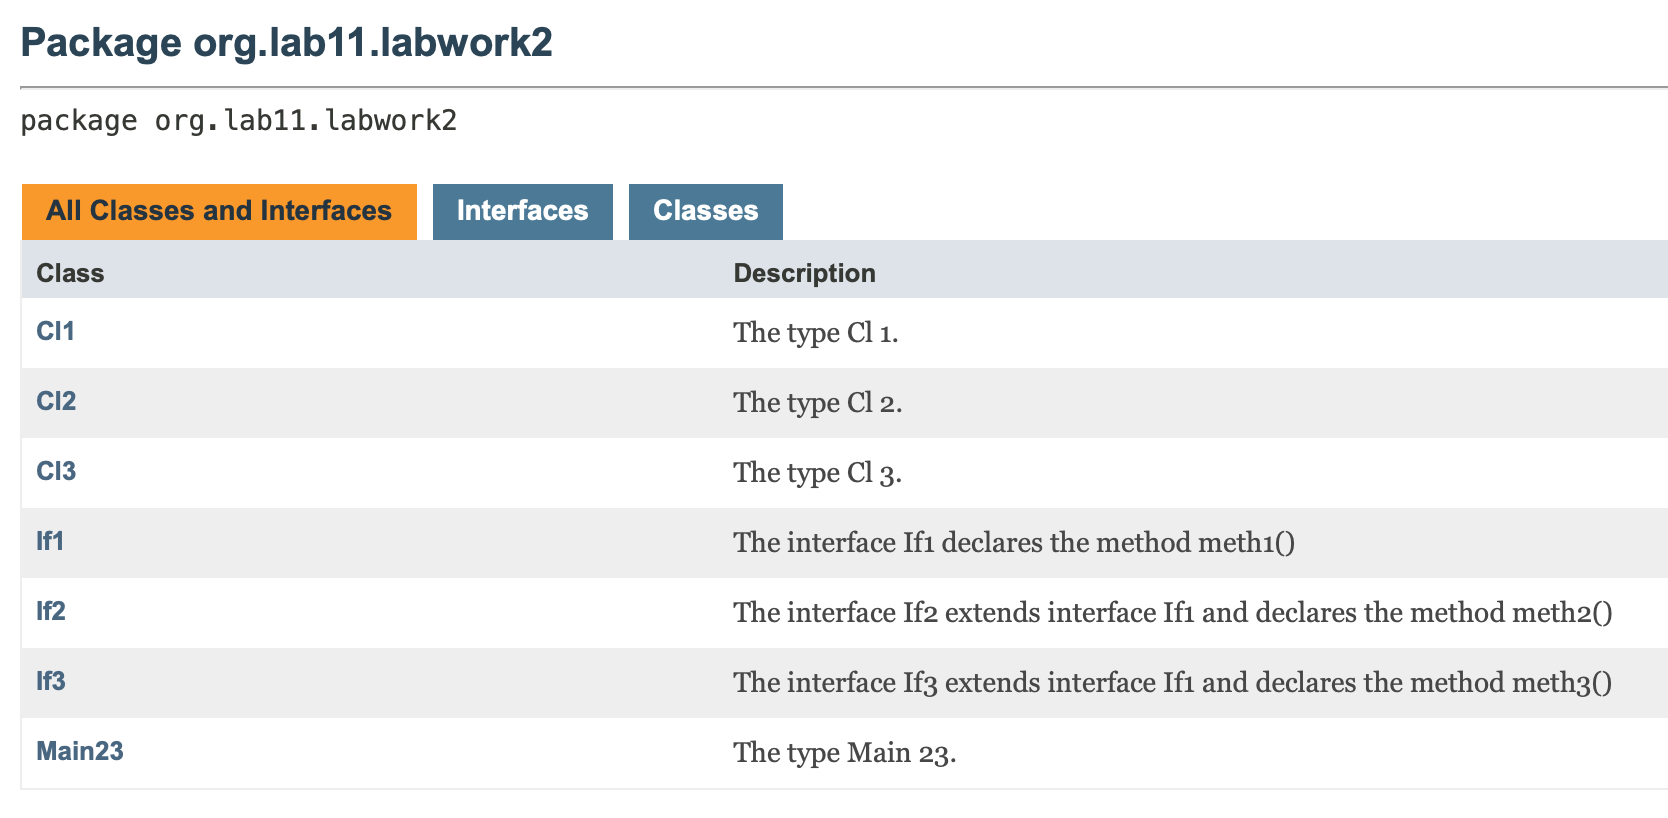 Package org.lab11.labwork2
package org.lab11.labwork2
All Classes and Interfaces Interfaces Classes
Class Description
Cl1 The type Cl 1.
Cl2 The type Cl 2.
Cl3 The type Cl 3.
If1 The interface If1 declares the method meth1()
If2 The interface If2 extends interface If1 and declares the method meth2()
If3 The interface If3 extends interface If1 and declares the method meth3()
Main23 The type Main 23.